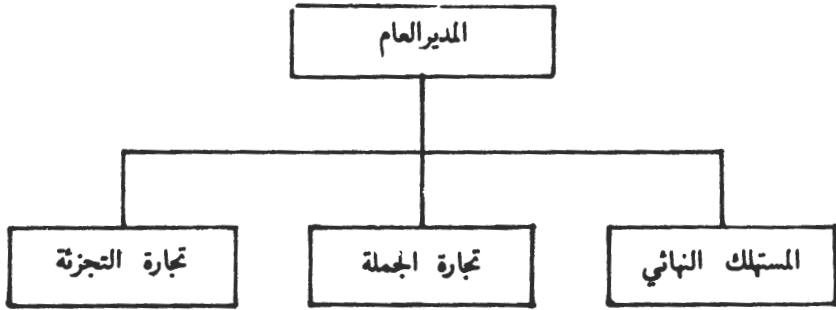 المدير العام
المستهلك النهائي
تجارة الجملة
تجارة التجزئة